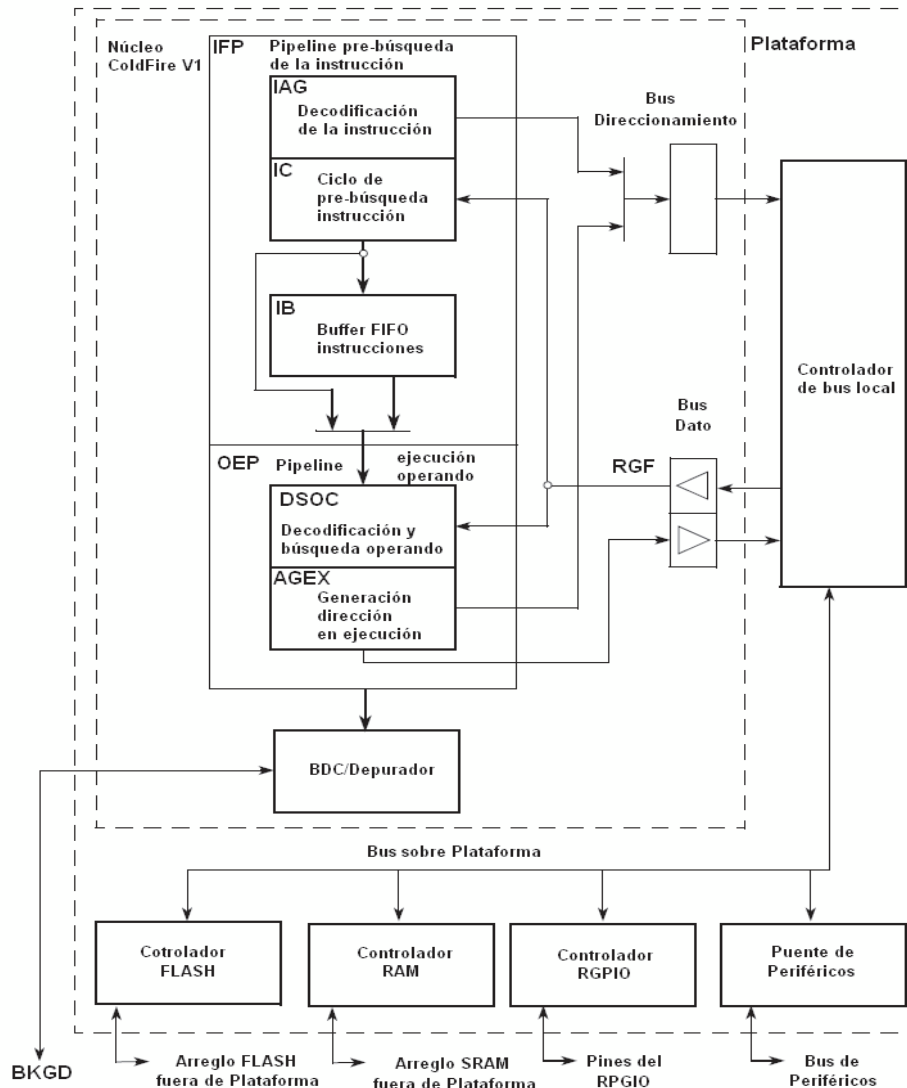 Núcleo
ColdFire V1
IFP
Pipeline pre-búsqueda
de la instrucción
Plataforma
IAG
Decodificación
de la instrucción
IC
Ciclo de
pre-búsqueda
instrucción
Bus
Direccionamiento
IB
Buffer FIFO
instrucciones
Controlador
de bus local
Bus
Dato
OEP
Pipeline
ejecución
operando
RGF
DSOC
Decodificación y
búsqueda operando
AGEX
Generación
dirección
en ejecución
BDC/Depurador
Bus sobre Plataforma
Cotrolador
FLASH
Controlador
RAM
Controlador
RGPIO
Puente de
Periféricos
BKGD
Arreglo FLASH
fuera de Plataforma
Arreglo SRAM
fuera de Plataforma
Pines del
RPGIO
Bus de
Periféricos